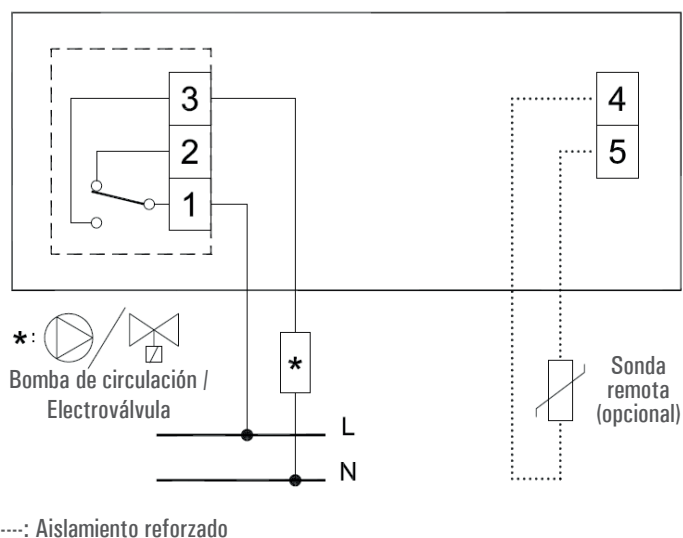 3
2
1
4
5
*:
/
Bomba de circulación /
Electroválvula
*
Sonda
remota
(opcional)
L
N
----: Aislamiento reforzado